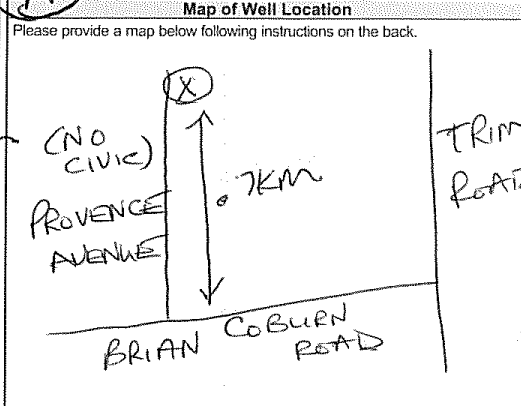 Map of Well Location
Please provide a map below following instructions on the back.
X
(NO
CIVIC)
PROVENCE
AVENUE
.7KM
TRIM
ROAD
BRIAN COBURN
ROAD